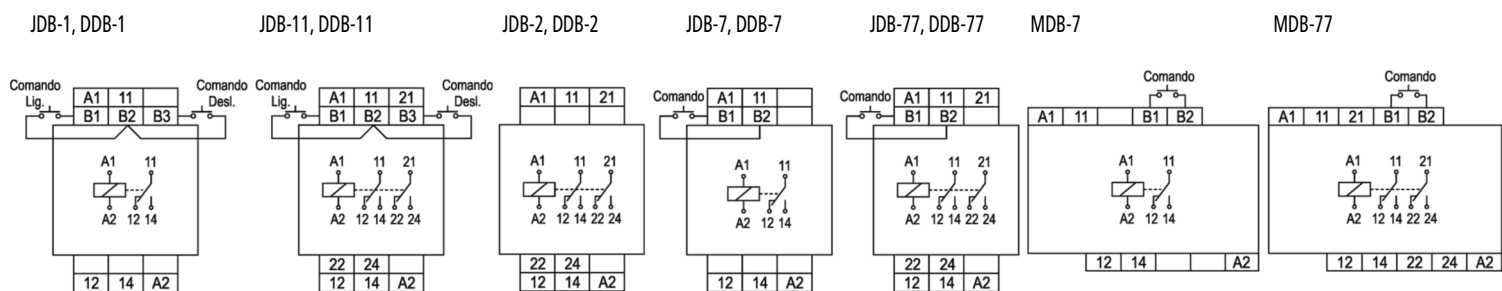 JDB-1, DDB-1
Comando
Lig.
Comando
Desl.
A1 11
B1 B2 B3
A1 11
A2 12 14
12 14 A2
JDB-11, DDB-11
Comando
Lig.
Comando
Desl.
A1 11 21
B1 B2 B3
A1 11 21
A2 12 14 22 24
22 24
12 14 A2
JDB-2, DDB-2
A1 11 21
A1 11 21
A2 12 14 22 24
22 24
12 14 A2
JDB-7, DDB-7
Comando
A1 11
B1 B2
A1 11
A2 12 14
12 14 A2
JDB-77, DDB-77
Comando
A1 11 21
B1 B2
A1 11 21
A2 12 14 22 24
22 24
12 14 A2
MDB-7
Comando
A1 11 B1 B2
A1 11
A2 12 14
12 14 A2
MDB-77
Comando
A1 11 21 B1 B2
A1 11 21
A2 12 14 22 24
12 14 22 24 A2